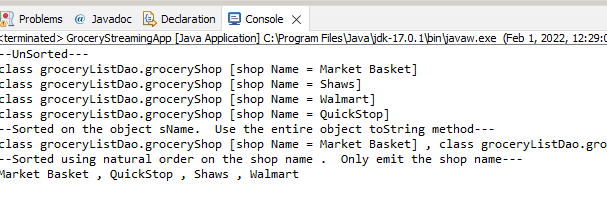 Problems @ Javadoc Declaration Console
<terminated> GroceryStreamingApp [Java Application] C:\Program Files\Java\jdk-17.0.1\bin\javaw.exe (Feb 1, 2022, 12:29:0
--UnSorted---
class groceryListDao.groceryShop [shop Name = Market Basket]
class groceryListDao.groceryShop [shop Name = Shaws]
class groceryListDao.groceryShop [shop Name = Walmart]
class groceryListDao.groceryShop [shop Name = QuickStop]
--Sorted on the object sName.  Use the entire object toString method---
class groceryListDao.groceryShop [shop Name = Market Basket] , class groceryListDao.gro
--Sorted using natural order on the shop name .  Only emit the shop name---
Market Basket , QuickStop , Shaws , Walmart